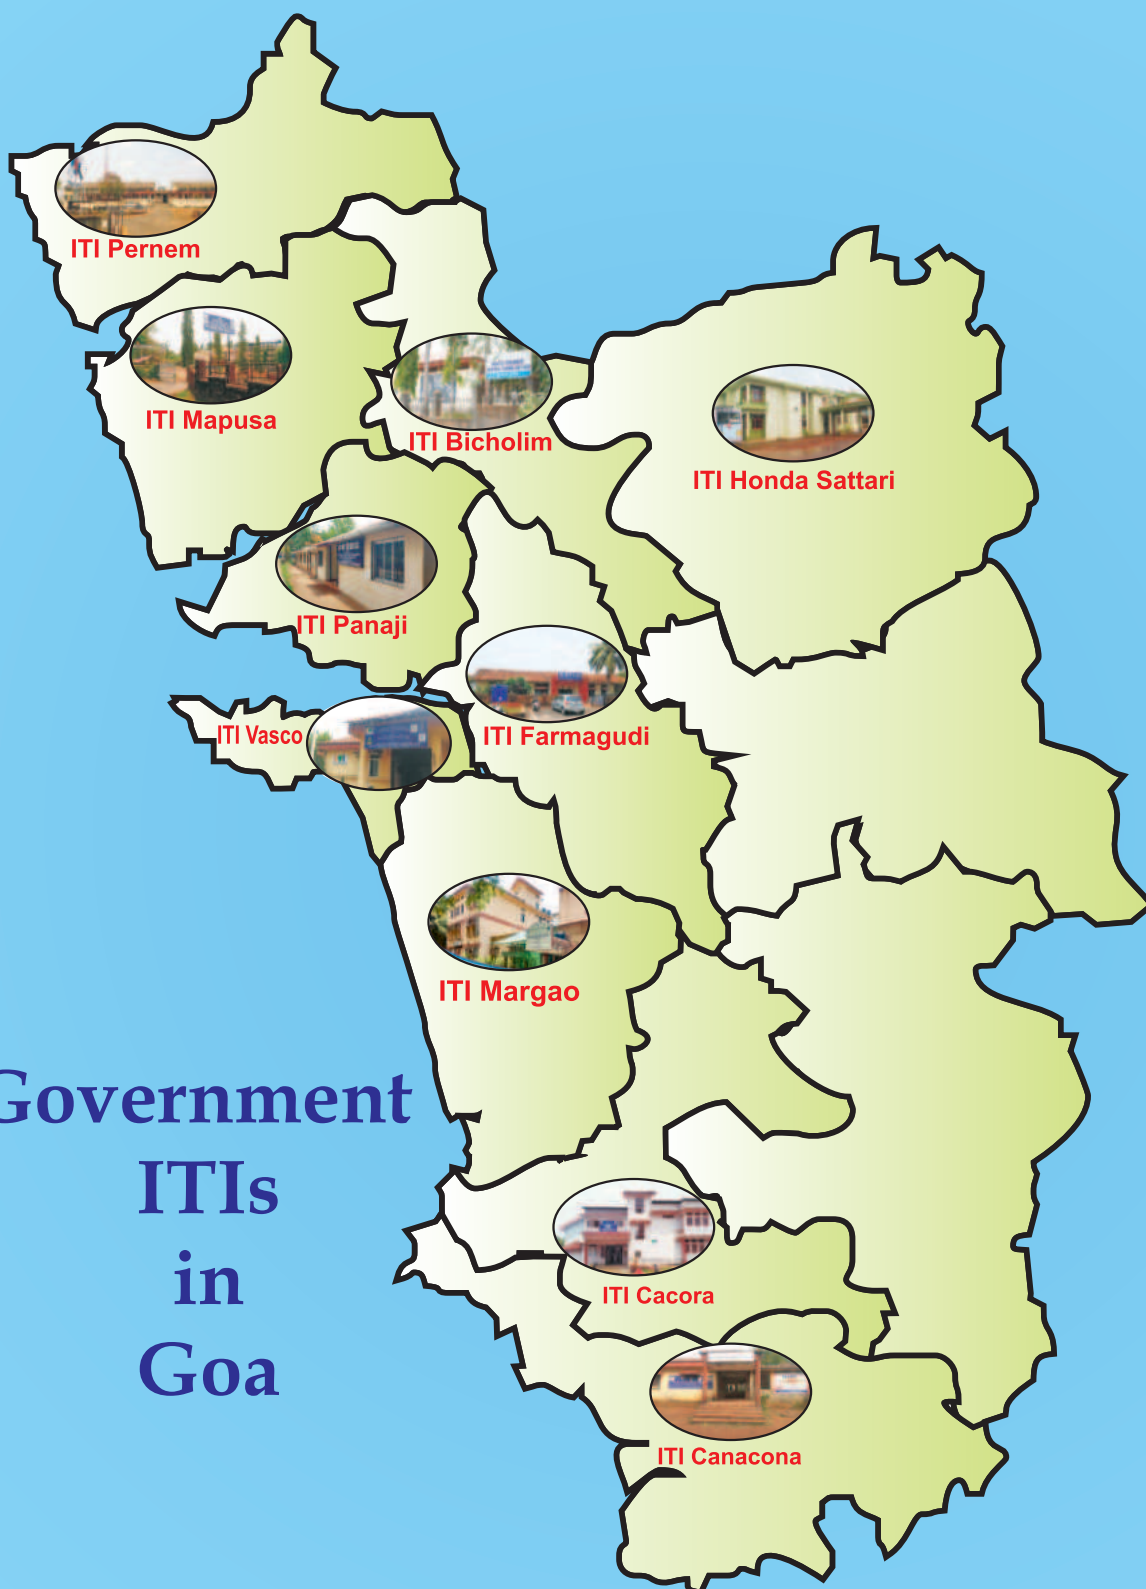 ITI Pernem
ITI Mapusa
ITI Bicholim
ITI Honda Sattari
ITI Panaji
ITI Vasco
ITI Farmagudi
ITI Margao
Government
ITIs
in
Goa
ITI Cacora
ITI Canacona